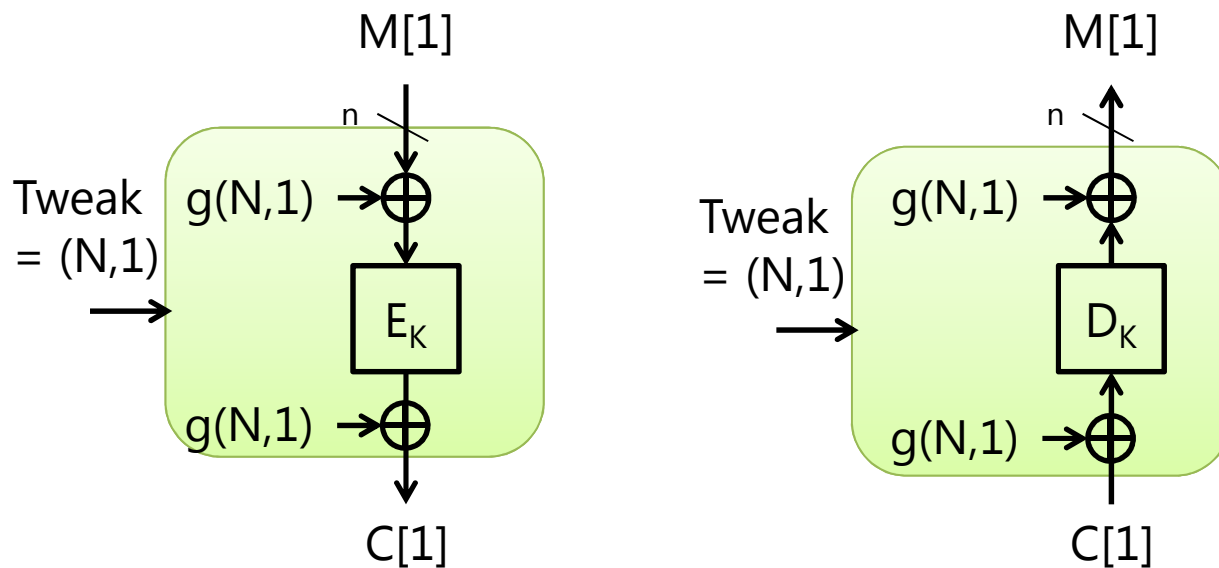 M[1]
n
Tweak
= (N,1)
g(N,1)
E_K
g(N,1)
C[1]
M[1]
n
Tweak
= (N,1)
g(N,1)
D_K
g(N,1)
C[1]